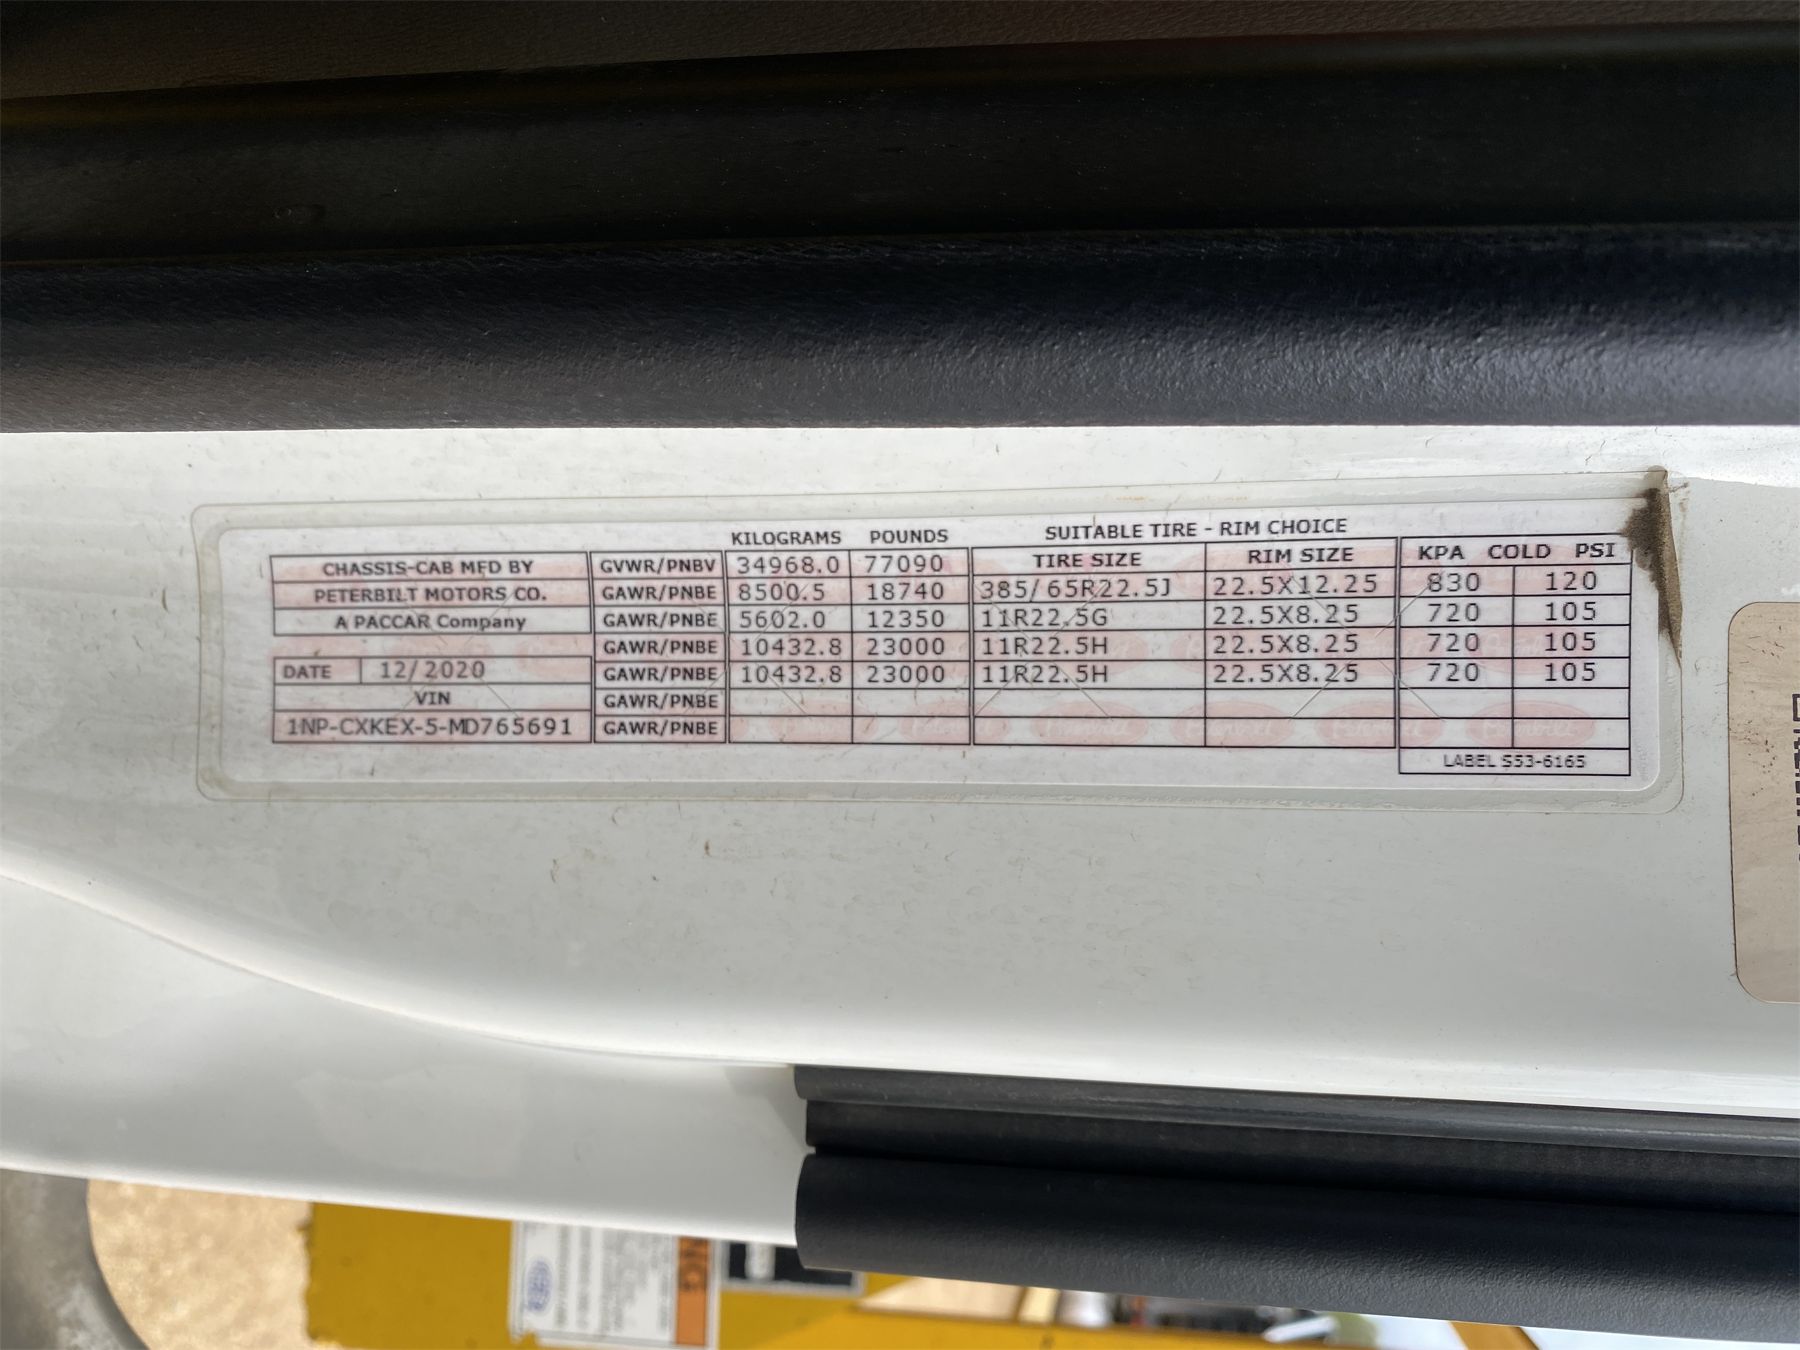 KILOGRAMS POUNDS SUITABLE TIRE - RIM CHOICE
CHASSIS-CAB MFD BY GVWR/PNBV 34968.0 77090 TIRE SIZE RIM SIZE KPA COLD PSI
PETERBILT MOTORS CO. GAWR/PNBE 8500.5 18740 385/65R22.5J 22.5X12.25 830 120
A PACCAR Company GAWR/PNBE 5602.0 12350 11R22.5G 22.5X8.25 720 105
GAWR/PNBE 10432.8 23000 11R22.5H 22.5X8.25 720 105
DATE 12/2020 GAWR/PNBE 10432.8 23000 11R22.5H 22.5X8.25 720 105
VIN GAWR/PNBE
1NP-CXKEX-5-MD765691 GAWR/PNBE
LABEL S53-6165